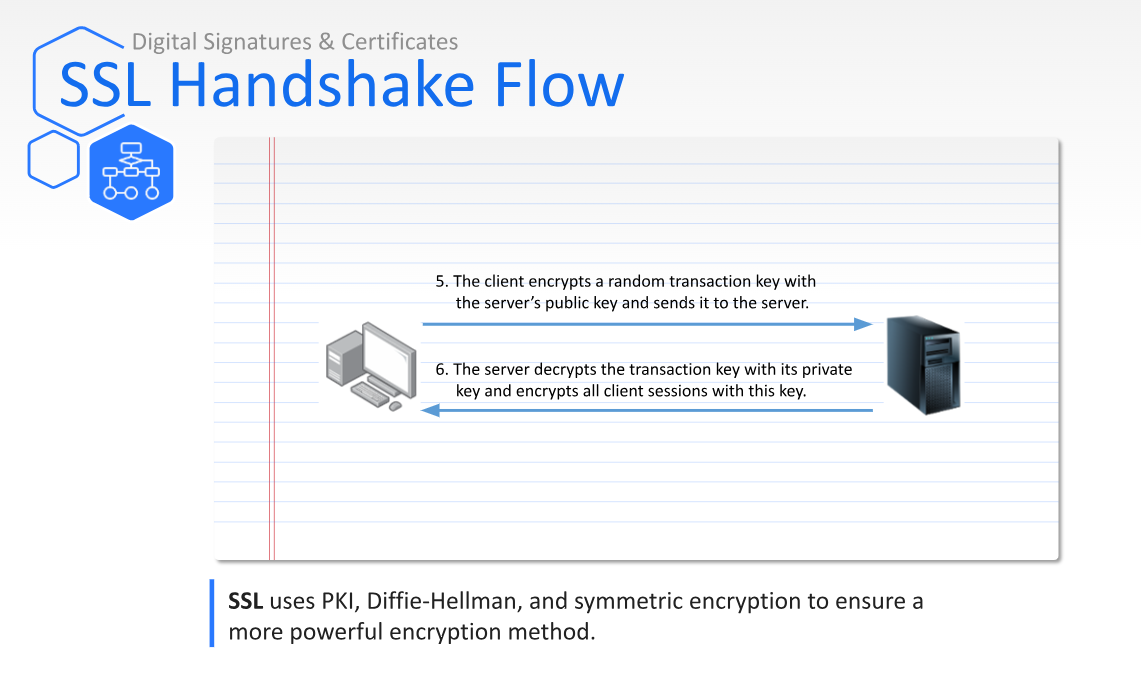 Digital Signatures & Certificates
SSL Handshake Flow
5. The client encrypts a random transaction key with
the server’s public key and sends it to the server.
6. The server decrypts the transaction key with its private
key and encrypts all client sessions with this key.
SSL uses PKI, Diffie-Hellman, and symmetric encryption to ensure a
more powerful encryption method.